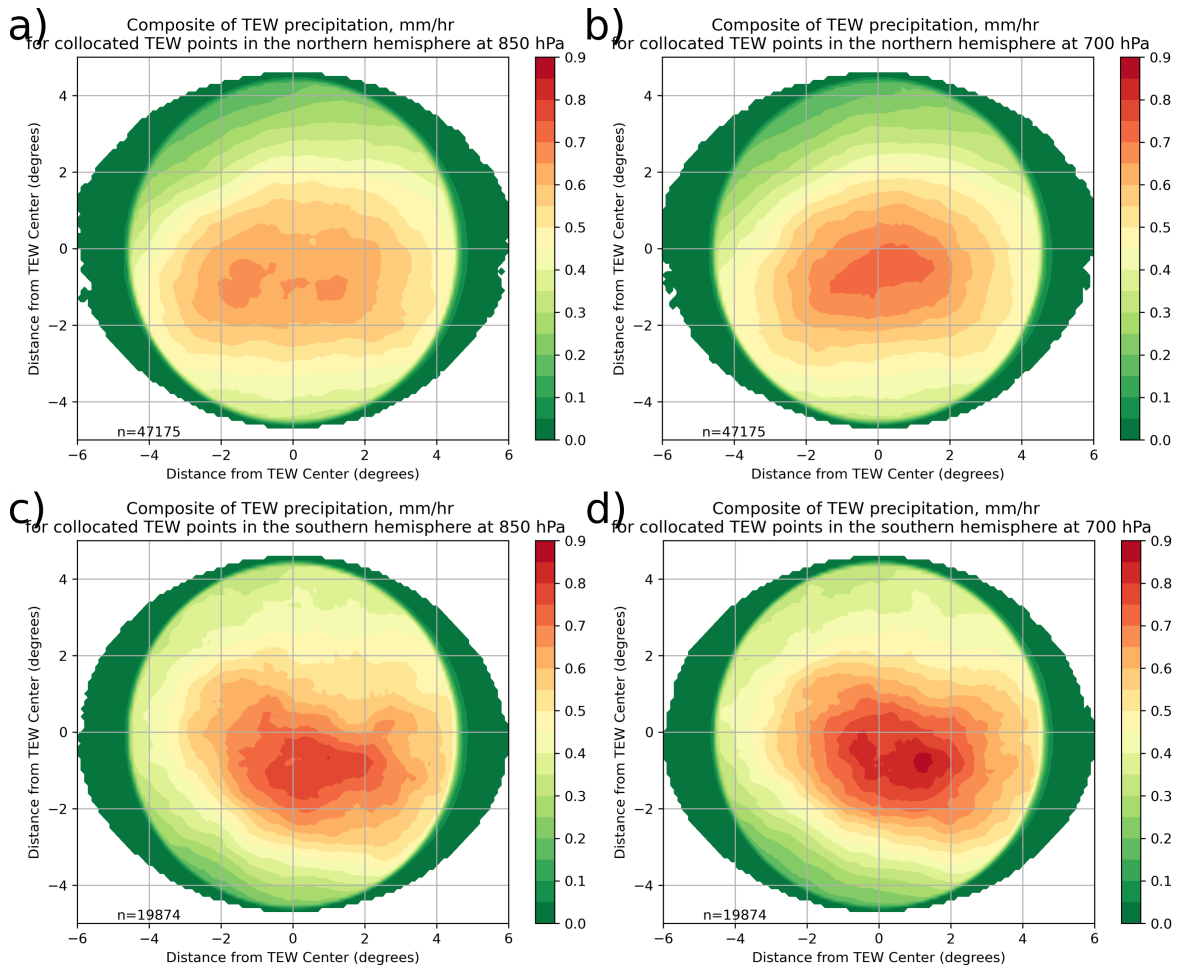 a)
Composite of TEW precipitation, mm/hr
for collocated TEW points in the northern hemisphere at 850 hPa
Distance from TEW Center (degrees)
4
2
0
−2
−4
n=47175
−6 −4 −2 0 2 4 6
Distance from TEW Center (degrees)
0.9
0.8
0.7
0.6
0.5
0.4
0.3
0.2
0.1
0.0
b)
Composite of TEW precipitation, mm/hr
for collocated TEW points in the northern hemisphere at 700 hPa
Distance from TEW Center (degrees)
4
2
0
−2
−4
n=47175
−6 −4 −2 0 2 4 6
Distance from TEW Center (degrees)
0.9
0.8
0.7
0.6
0.5
0.4
0.3
0.2
0.1
0.0
c)
Composite of TEW precipitation, mm/hr
for collocated TEW points in the southern hemisphere at 850 hPa
Distance from TEW Center (degrees)
4
2
0
−2
−4
n=19874
−6 −4 −2 0 2 4 6
Distance from TEW Center (degrees)
0.9
0.8
0.7
0.6
0.5
0.4
0.3
0.2
0.1
0.0
d)
Composite of TEW precipitation, mm/hr
for collocated TEW points in the southern hemisphere at 700 hPa
Distance from TEW Center (degrees)
4
2
0
−2
−4
n=19874
−6 −4 −2 0 2 4 6
Distance from TEW Center (degrees)
0.9
0.8
0.7
0.6
0.5
0.4
0.3
0.2
0.1
0.0